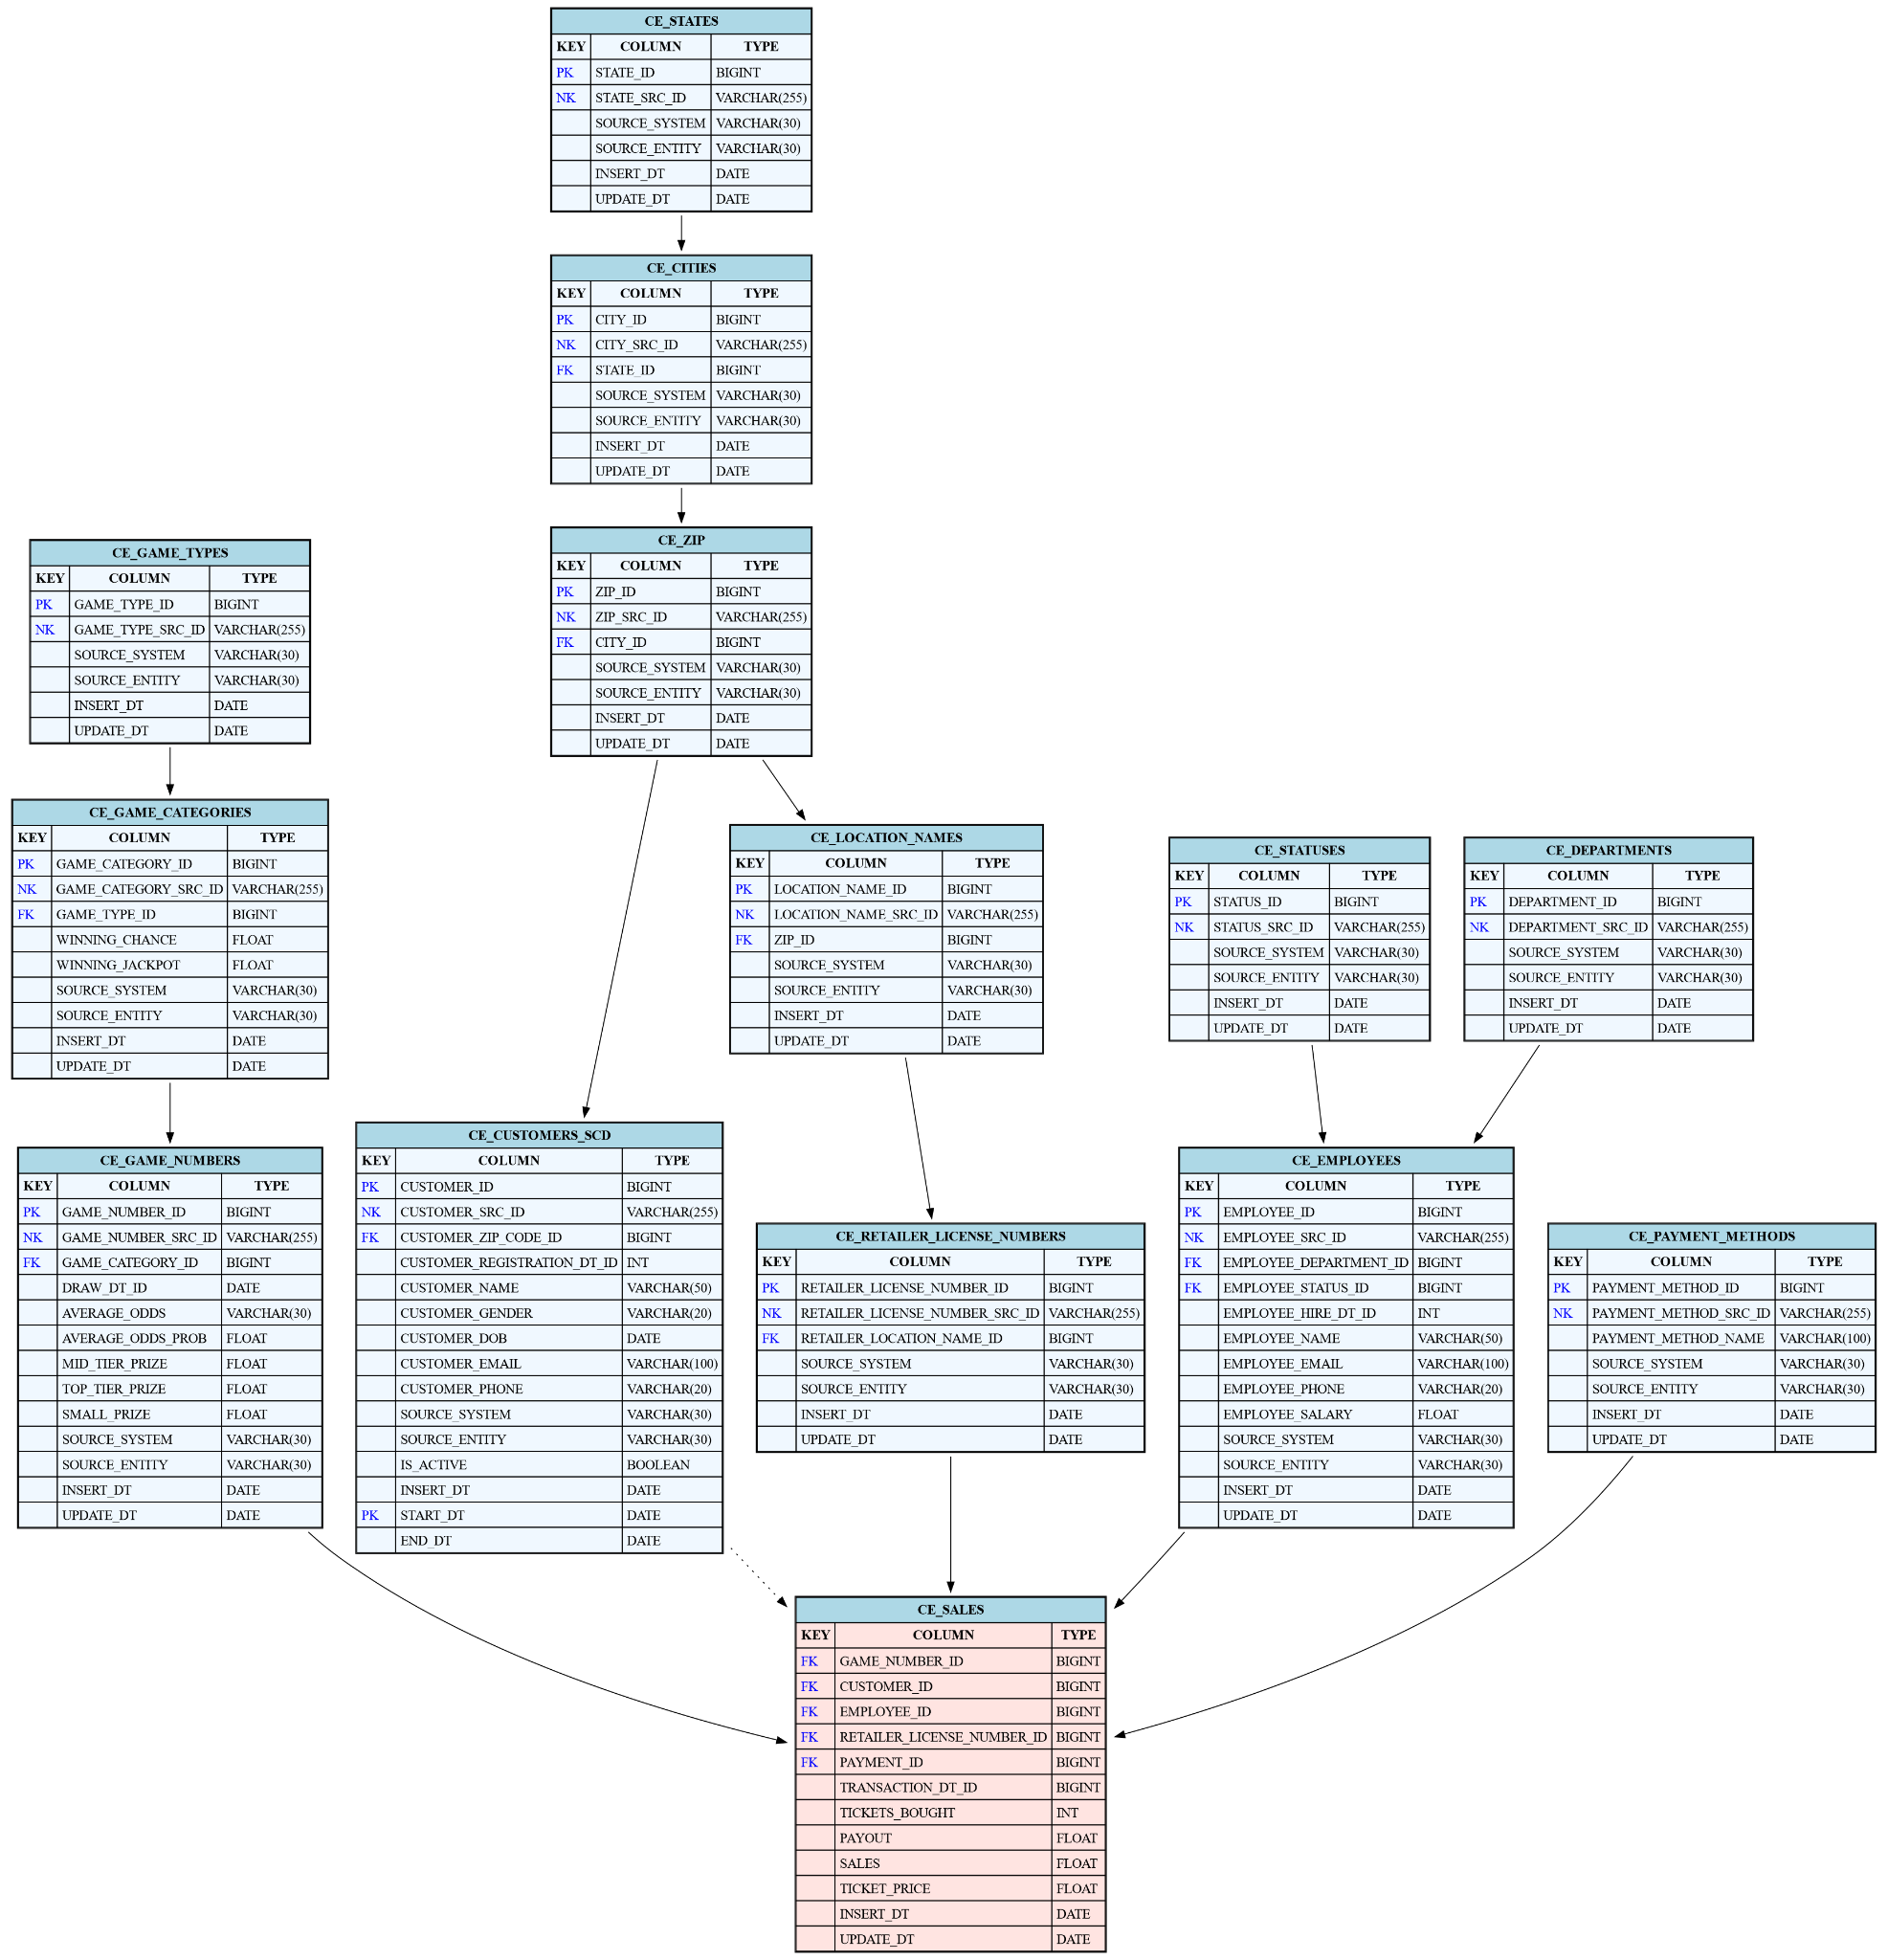 CE_STATES
KEY COLUMN TYPE
PK STATE_ID BIGINT
NK STATE_SRC_ID VARCHAR(255)
SOURCE_SYSTEM VARCHAR(30)
SOURCE_ENTITY VARCHAR(30)
INSERT_DT DATE
UPDATE_DT DATE
CE_CITIES
KEY COLUMN TYPE
PK CITY_ID BIGINT
NK CITY_SRC_ID VARCHAR(255)
FK STATE_ID BIGINT
SOURCE_SYSTEM VARCHAR(30)
SOURCE_ENTITY VARCHAR(30)
INSERT_DT DATE
UPDATE_DT DATE
CE_ZIP
KEY COLUMN TYPE
PK ZIP_ID BIGINT
NK ZIP_SRC_ID VARCHAR(255)
FK CITY_ID BIGINT
SOURCE_SYSTEM VARCHAR(30)
SOURCE_ENTITY VARCHAR(30)
INSERT_DT DATE
UPDATE_DT DATE
CE_GAME_TYPES
KEY COLUMN TYPE
PK GAME_TYPE_ID BIGINT
NK GAME_TYPE_SRC_ID VARCHAR(255)
SOURCE_SYSTEM VARCHAR(30)
SOURCE_ENTITY VARCHAR(30)
INSERT_DT DATE
UPDATE_DT DATE
CE_GAME_CATEGORIES
KEY COLUMN TYPE
PK GAME_CATEGORY_ID BIGINT
NK GAME_CATEGORY_SRC_ID VARCHAR(255)
FK GAME_TYPE_ID BIGINT
WINNING_CHANCE FLOAT
WINNING_JACKPOT FLOAT
SOURCE_SYSTEM VARCHAR(30)
SOURCE_ENTITY VARCHAR(30)
INSERT_DT DATE
UPDATE_DT DATE
CE_LOCATION_NAMES
KEY COLUMN TYPE
PK LOCATION_NAME_ID BIGINT
NK LOCATION_NAME_SRC_ID VARCHAR(255)
FK ZIP_ID BIGINT
SOURCE_SYSTEM VARCHAR(30)
SOURCE_ENTITY VARCHAR(30)
INSERT_DT DATE
UPDATE_DT DATE
CE_STATUSES
KEY COLUMN TYPE
PK STATUS_ID BIGINT
NK STATUS_SRC_ID VARCHAR(255)
SOURCE_SYSTEM VARCHAR(30)
SOURCE_ENTITY VARCHAR(30)
INSERT_DT DATE
UPDATE_DT DATE
CE_DEPARTMENTS
KEY COLUMN TYPE
PK DEPARTMENT_ID BIGINT
NK DEPARTMENT_SRC_ID VARCHAR(255)
SOURCE_SYSTEM VARCHAR(30)
SOURCE_ENTITY VARCHAR(30)
INSERT_DT DATE
UPDATE_DT DATE
CE_GAME_NUMBERS
KEY COLUMN TYPE
PK GAME_NUMBER_ID BIGINT
NK GAME_NUMBER_SRC_ID VARCHAR(255)
FK GAME_CATEGORY_ID BIGINT
DRAW_DT_ID DATE
AVERAGE_ODDS VARCHAR(30)
AVERAGE_ODDS_PROB FLOAT
MID_TIER_PRIZE FLOAT
TOP_TIER_PRIZE FLOAT
SMALL_PRIZE FLOAT
SOURCE_SYSTEM VARCHAR(30)
SOURCE_ENTITY VARCHAR(30)
INSERT_DT DATE
UPDATE_DT DATE
CE_CUSTOMERS_SCD
KEY COLUMN TYPE
PK CUSTOMER_ID BIGINT
NK CUSTOMER_SRC_ID VARCHAR(255)
FK CUSTOMER_ZIP_CODE_ID BIGINT
CUSTOMER_REGISTRATION_DT_ID INT
CUSTOMER_NAME VARCHAR(50)
CUSTOMER_GENDER VARCHAR(20)
CUSTOMER_DOB DATE
CUSTOMER_EMAIL VARCHAR(100)
CUSTOMER_PHONE VARCHAR(20)
SOURCE_SYSTEM VARCHAR(30)
SOURCE_ENTITY VARCHAR(30)
IS_ACTIVE BOOLEAN
INSERT_DT DATE
PK START_DT DATE
END_DT DATE
CE_RETAILER_LICENSE_NUMBERS
KEY COLUMN TYPE
PK RETAILER_LICENSE_NUMBER_ID BIGINT
NK RETAILER_LICENSE_NUMBER_SRC_ID VARCHAR(255)
FK RETAILER_LOCATION_NAME_ID BIGINT
SOURCE_SYSTEM VARCHAR(30)
SOURCE_ENTITY VARCHAR(30)
INSERT_DT DATE
UPDATE_DT DATE
CE_EMPLOYEES
KEY COLUMN TYPE
PK EMPLOYEE_ID BIGINT
NK EMPLOYEE_SRC_ID VARCHAR(255)
FK EMPLOYEE_DEPARTMENT_ID BIGINT
FK EMPLOYEE_STATUS_ID BIGINT
EMPLOYEE_HIRE_DT_ID INT
EMPLOYEE_NAME VARCHAR(50)
EMPLOYEE_EMAIL VARCHAR(100)
EMPLOYEE_PHONE VARCHAR(20)
EMPLOYEE_SALARY FLOAT
SOURCE_SYSTEM VARCHAR(30)
SOURCE_ENTITY VARCHAR(30)
INSERT_DT DATE
UPDATE_DT DATE
CE_PAYMENT_METHODS
KEY COLUMN TYPE
PK PAYMENT_METHOD_ID BIGINT
NK PAYMENT_METHOD_SRC_ID VARCHAR(255)
PAYMENT_METHOD_NAME VARCHAR(100)
SOURCE_SYSTEM VARCHAR(30)
SOURCE_ENTITY VARCHAR(30)
INSERT_DT DATE
UPDATE_DT DATE
CE_SALES
KEY COLUMN TYPE
FK GAME_NUMBER_ID BIGINT
FK CUSTOMER_ID BIGINT
FK EMPLOYEE_ID BIGINT
FK RETAILER_LICENSE_NUMBER_ID BIGINT
FK PAYMENT_ID BIGINT
TRANSACTION_DT_ID BIGINT
TICKETS_BOUGHT INT
PAYOUT FLOAT
SALES FLOAT
TICKET_PRICE FLOAT
INSERT_DT DATE
UPDATE_DT DATE